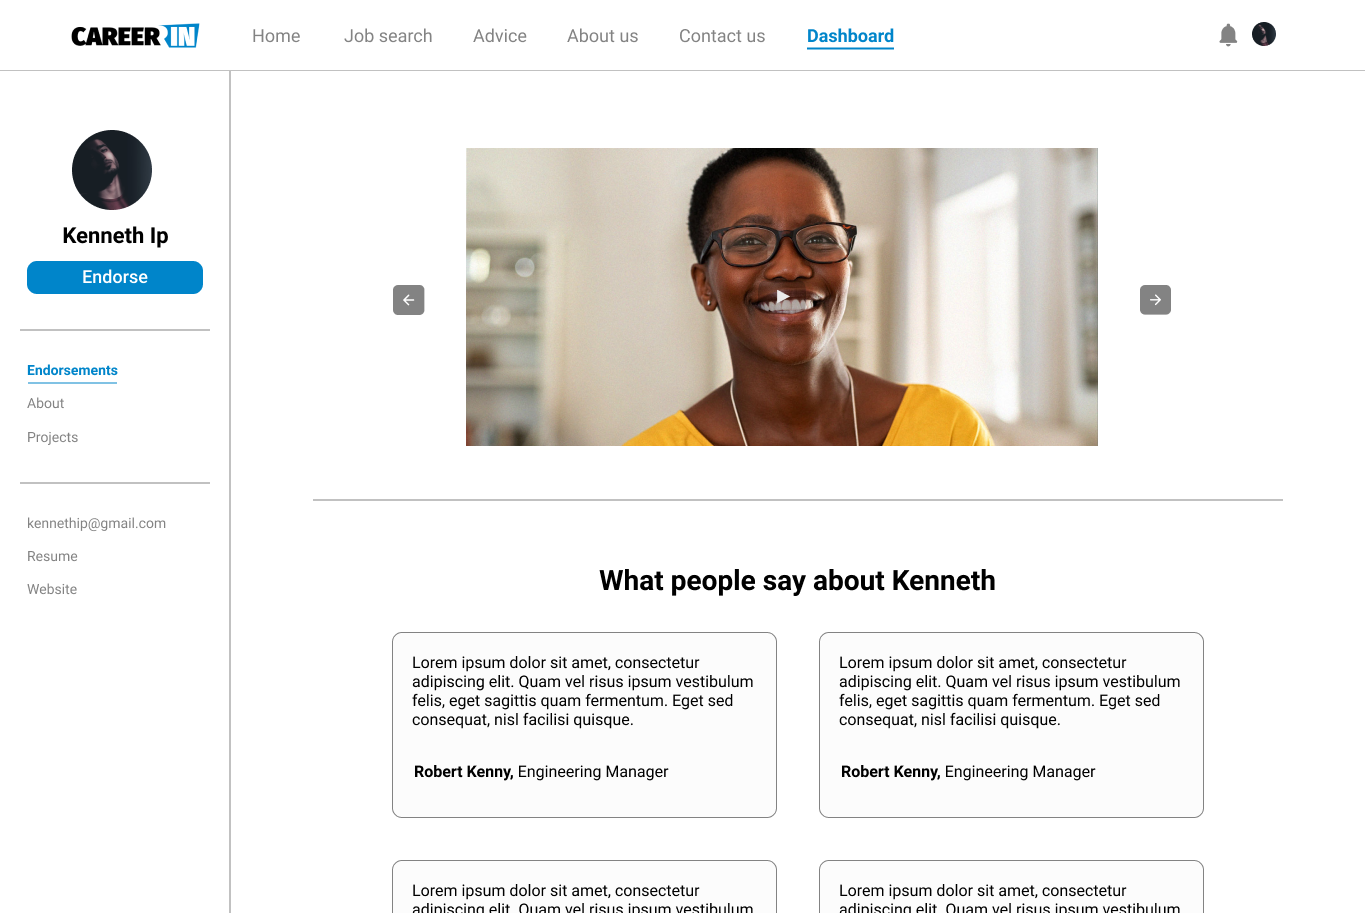 CAREER IN
Home Job search Advice About us Contact us Dashboard
Kenneth Ip
Endorse
Endorsements
About
Projects
kennethip@gmail.com
Resume
Website
What people say about Kenneth
Lorem ipsum dolor sit amet, consectetur
adipiscing elit. Quam vel risus ipsum vestibulum
felis, eget sagittis quam fermentum. Eget sed
consequat, nisl facilisi quisque.
Robert Kenny, Engineering Manager
Lorem ipsum dolor sit amet, consectetur
adipiscing elit. Quam vel risus ipsum vestibulum
felis, eget sagittis quam fermentum. Eget sed
consequat, nisl facilisi quisque.
Robert Kenny, Engineering Manager
Lorem ipsum dolor sit amet, consectetur
adipiscing elit. Quam vel risus ipsum vestibulum
Lorem ipsum dolor sit amet, consectetur
adipiscing elit. Quam vel risus ipsum vestibulum